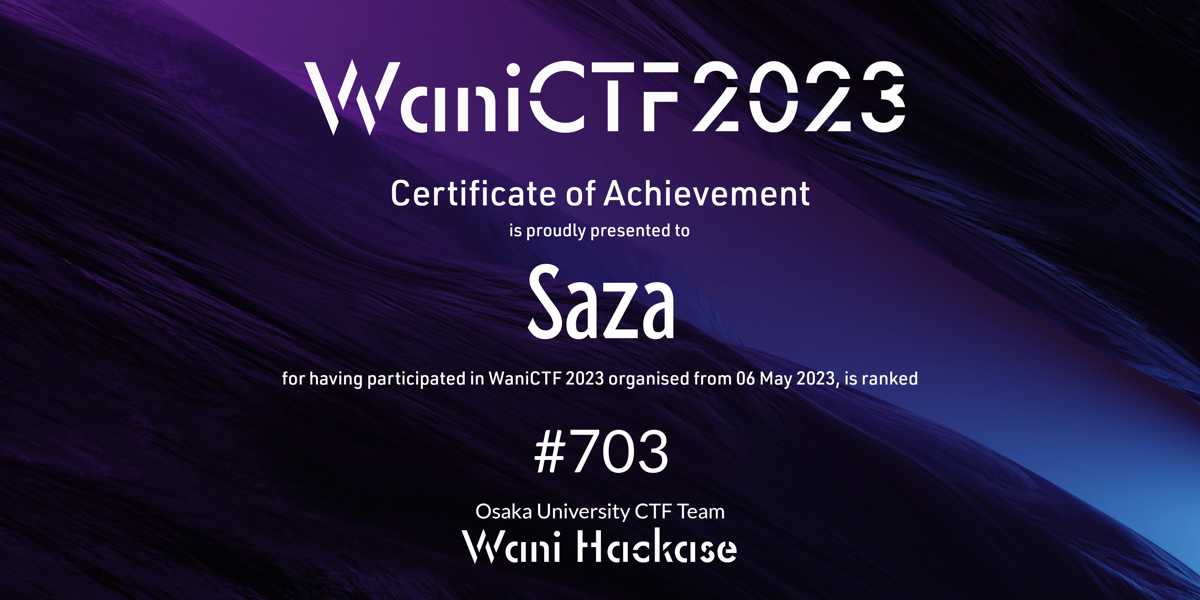 WaniCTF2023
Certificate of Achievement
is proudly presented to
Saza
for having participated in WaniCTF 2023 organised from 06 May 2023, is ranked
#703
Osaka University CTF Team
Wani Hackase